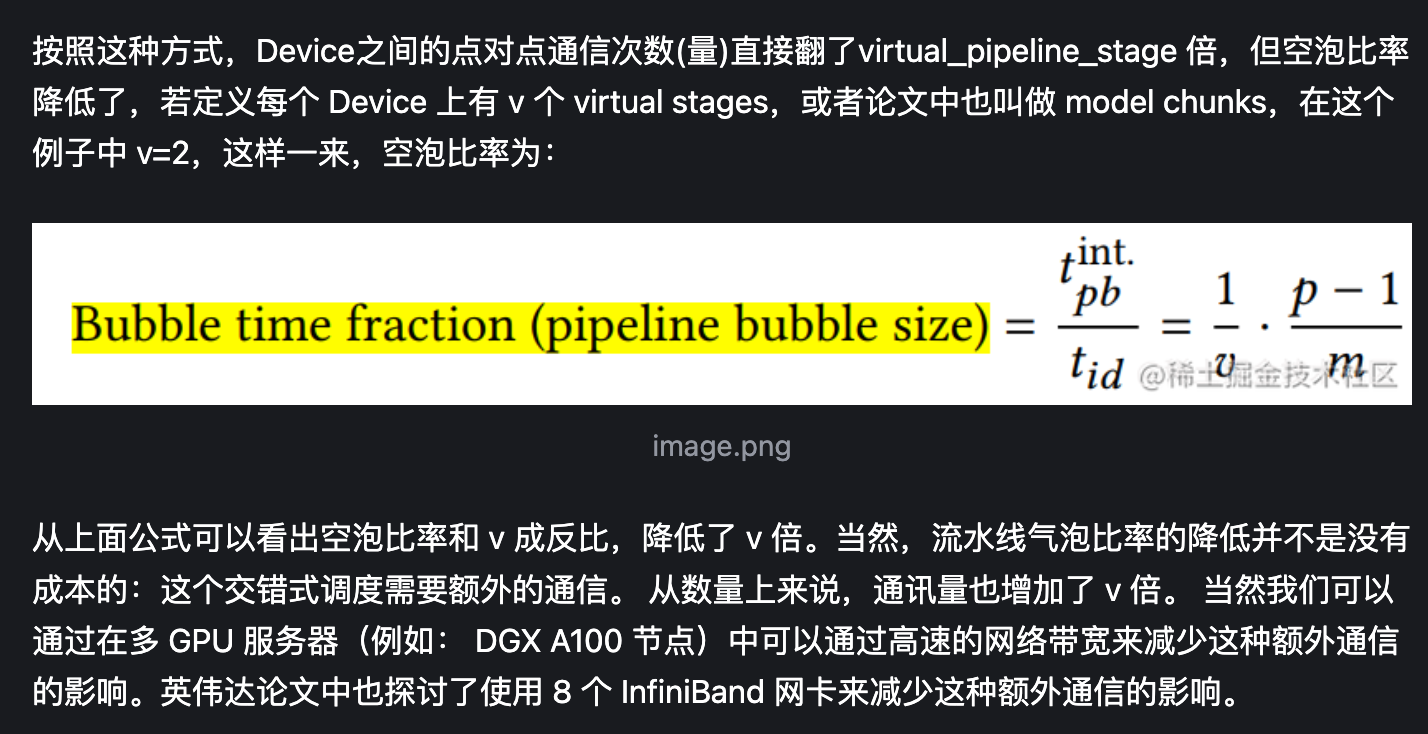 按照这种方式，Device之间的点对点通信次数(量)直接翻了virtual_pipeline_stage 倍，但空泡比率
降低了，若定义每个 Device 上有 v 个 virtual stages，或者论文中也叫做 model chunks，在这个
例子中 v=2，这样一来，空泡比率为：
Bubble time fraction (pipeline bubble size) = t_{pb}^{int.} / t_{id} = 1/v · (p − 1)/m
@稀土掘金技术社区
image.png
从上面公式可以看出空泡比率和 v 成反比，降低了 v 倍。当然，流水线气泡比率的降低并不是没有
成本的：这个交错式调度需要额外的通信。 从数量上来说，通讯量也增加了 v 倍。 当然我们可以
通过在多 GPU 服务器（例如： DGX A100 节点）中可以通过高速的网络带宽来减少这种额外通信
的影响。英伟达论文中也探讨了使用 8 个 InfiniBand 网卡来减少这种额外通信的影响。